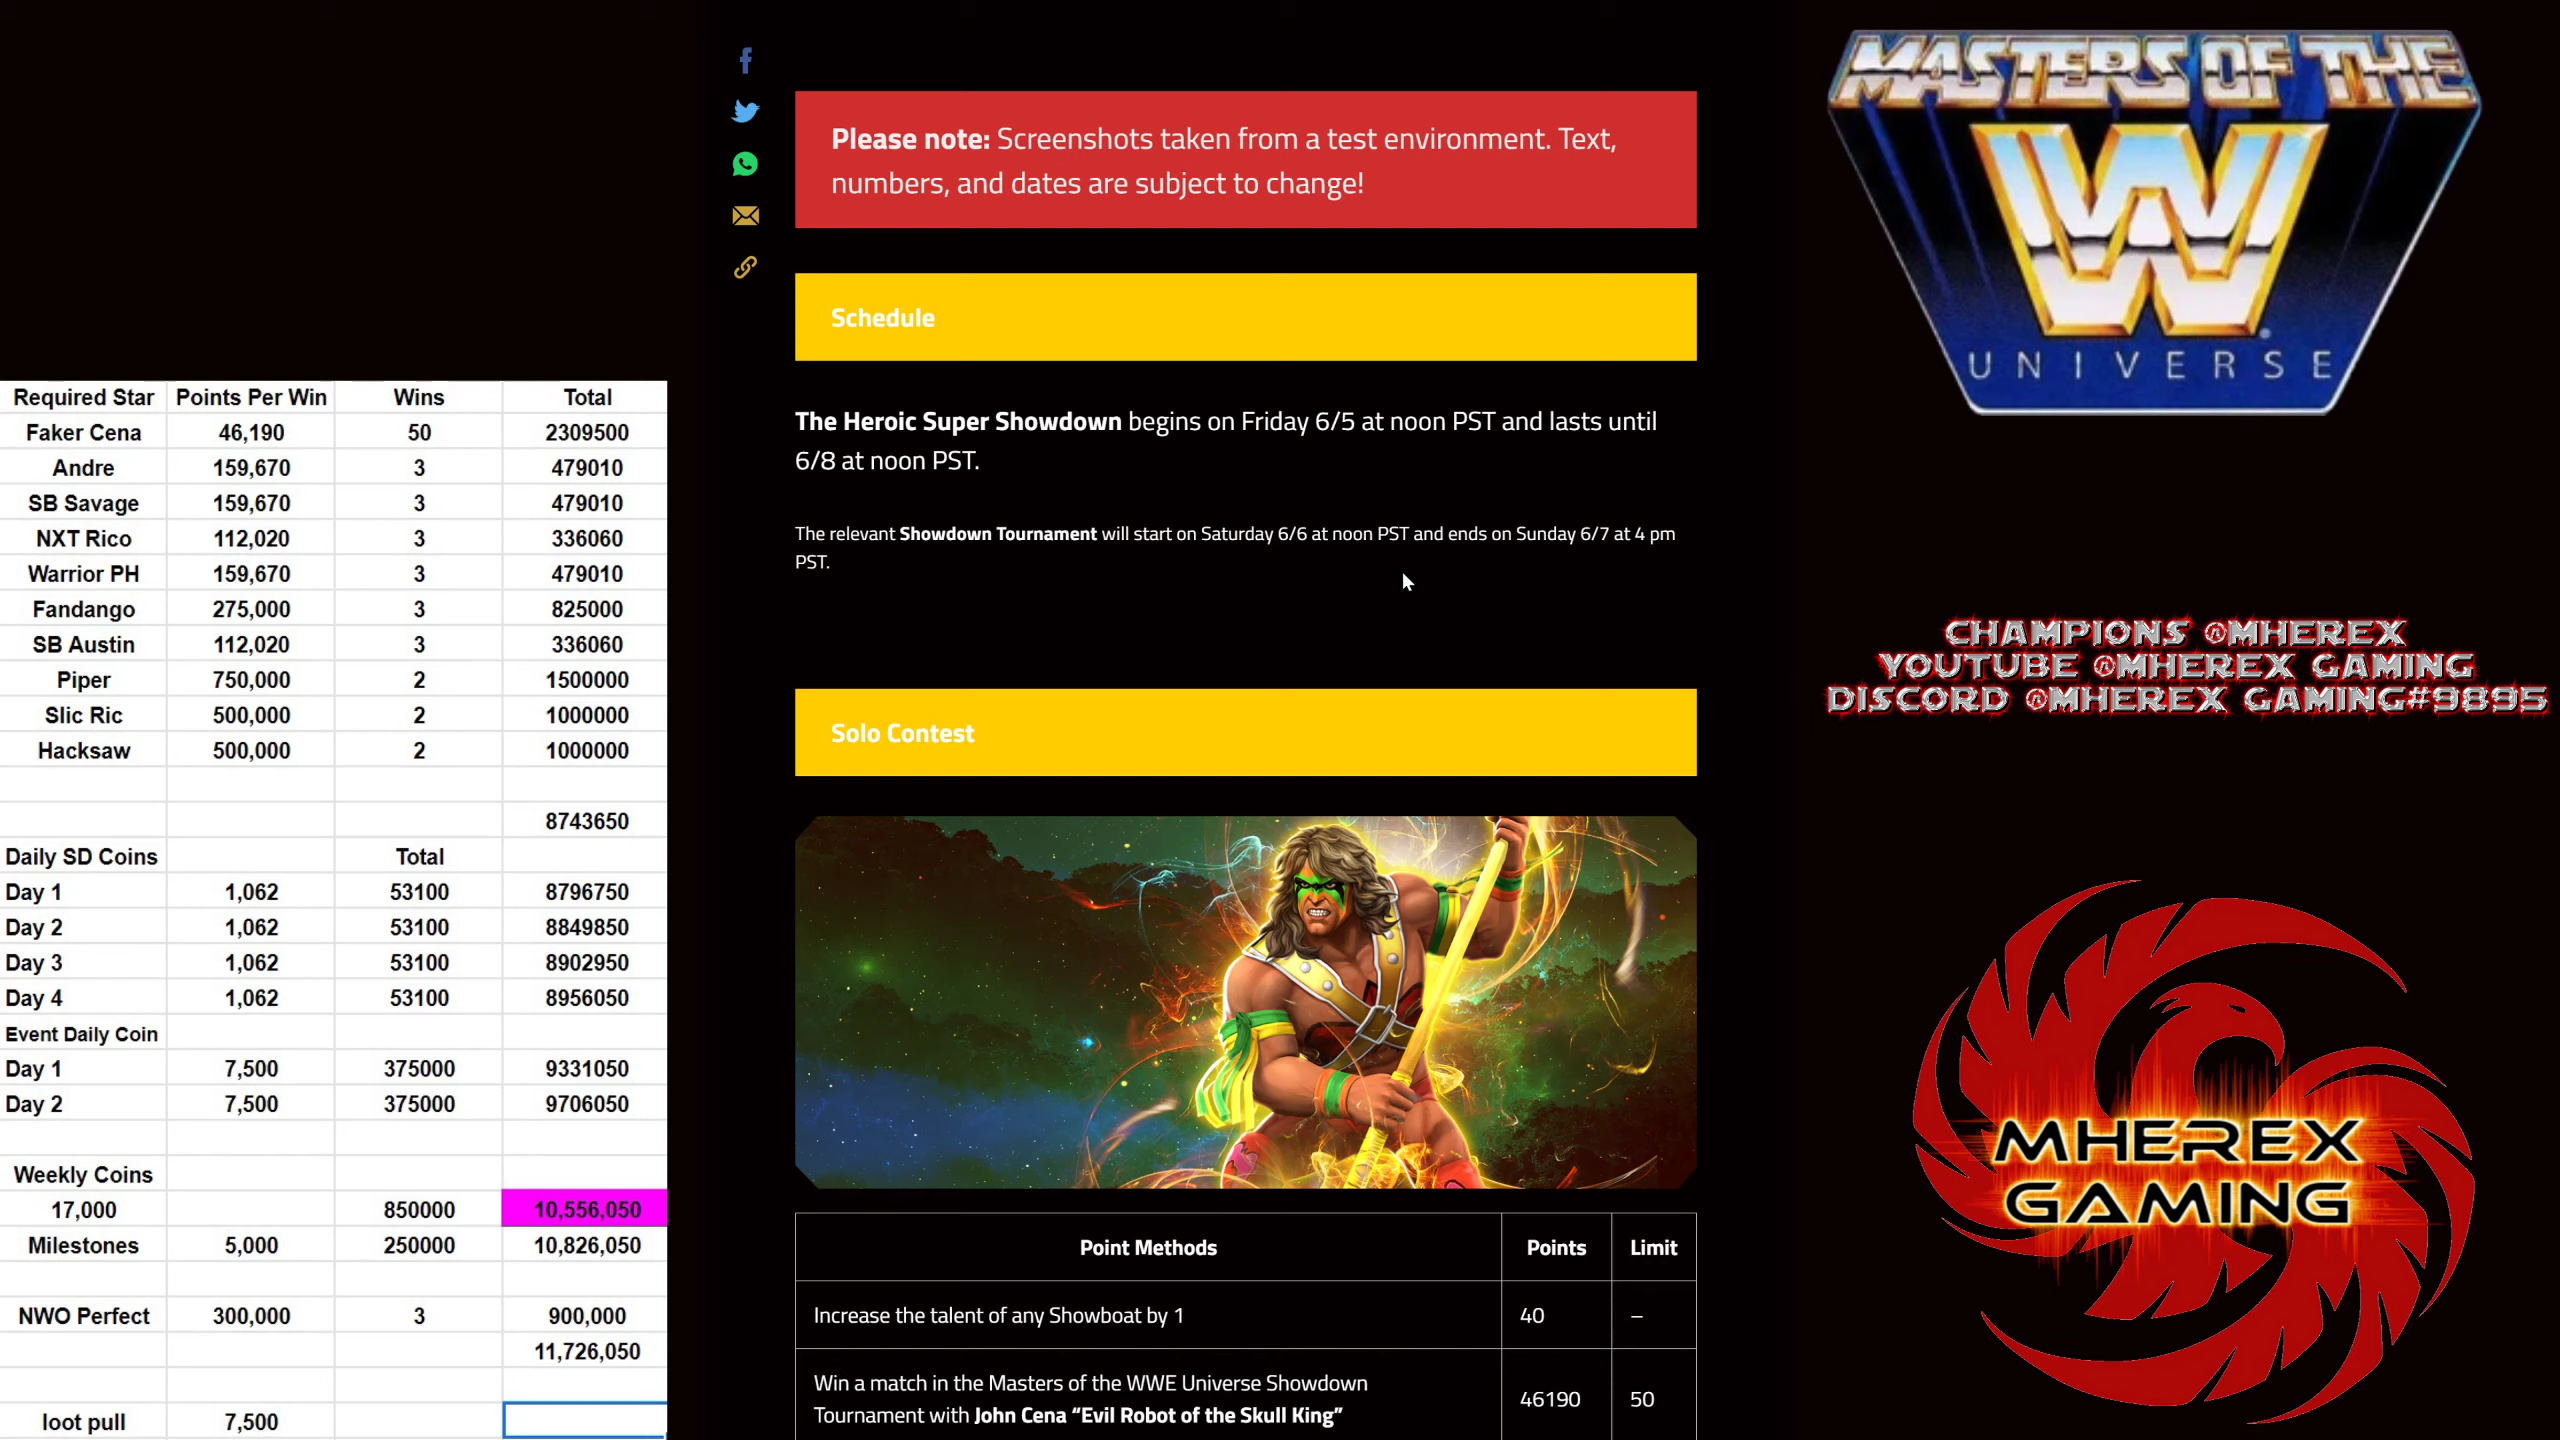 Required Star Points Per Win Wins Total
Faker Cena 46,190 50 2309500
Andre 159,670 3 479010
SB Savage 159,670 3 479010
NXT Rico 112,020 3 336060
Warrior PH 159,670 3 479010
Fandango 275,000 3 825000
SB Austin 112,020 3 336060
Piper 750,000 2 1500000
Slic Ric 500,000 2 1000000
Hacksaw 500,000 2 1000000
8743650
Daily SD Coins Total
Day 1 1,062 53100 8796750
Day 2 1,062 53100 8849850
Day 3 1,062 53100 8902950
Day 4 1,062 53100 8956050
Event Daily Coin
Day 1 7,500 375000 9331050
Day 2 7,500 375000 9706050
Weekly Coins
17,000 850000 10,556,050
Milestones 5,000 250000 10,826,050
NWO Perfect 300,000 3 900,000
11,726,050
loot pull 7,500
Please note: Screenshots taken from a test environment. Text,
numbers, and dates are subject to change!
Schedule
The Heroic Super Showdown begins on Friday 6/5 at noon PST and lasts until
6/8 at noon PST.
The relevant Showdown Tournament will start on Saturday 6/6 at noon PST and ends on Sunday 6/7 at 4 pm
PST.
Solo Contest
Point Methods Points Limit
Increase the talent of any Showboat by 1 40 –
Win a match in the Masters of the WWE Universe Showdown
Tournament with John Cena “Evil Robot of the Skull King” 46190 50
MASTERS OF THE
W
UNIVERSE
CHAMPIONS @MHEREX
YOUTUBE @MHEREX GAMING
DISCORD @MHEREX GAMING#9895
MHEREX
GAMING